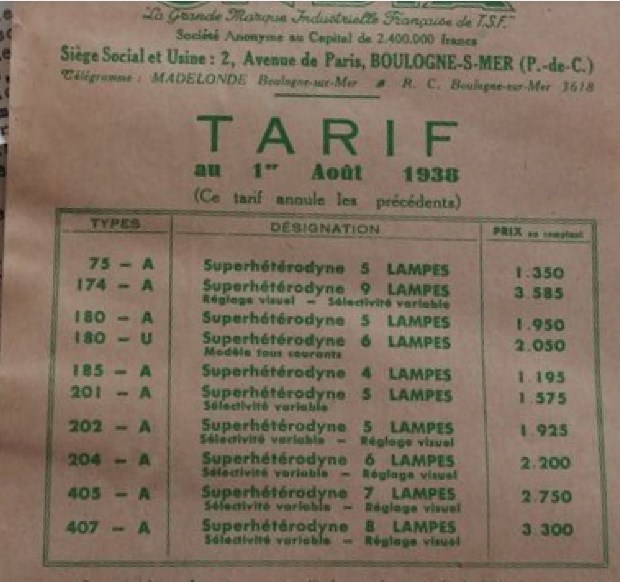 "La Grande Marque Industrielle Française de T.S.F."
Société Anonyme au Capital de 2.400.000 francs
Siège Social et Usine : 2, Avenue de Paris, BOULOGNE-S-MER (P.-de-C.)
Télégramme : MADELONDE Boulogne-sur-Mer R. C. Boulogne-sur-Mer 3618
TARIF
au 1er Août 1938
(Ce tarif annule les précédents)
TYPES DÉSIGNATION PRIX au comptant
75 - A Superhétérodyne 5 LAMPES 1.350
174 - A Superhétérodyne 9 LAMPES 3.585
Réglage visuel - Sélectivité variable
180 - A Superhétérodyne 5 LAMPES 1.950
180 - U Superhétérodyne 6 LAMPES 2.050
Modèle tous courants
185 - A Superhétérodyne 4 LAMPES 1.195
201 - A Superhétérodyne 5 LAMPES 1.575
Sélectivité variable
202 - A Superhétérodyne 5 LAMPES 1.925
Sélectivité variable - Réglage visuel
204 - A Superhétérodyne 6 LAMPES 2.200
Sélectivité variable - Réglage visuel
405 - A Superhétérodyne 7 LAMPES 2.750
Sélectivité variable - Réglage visuel
407 - A Superhétérodyne 8 LAMPES 3.300
Sélectivité variable - Réglage visuel